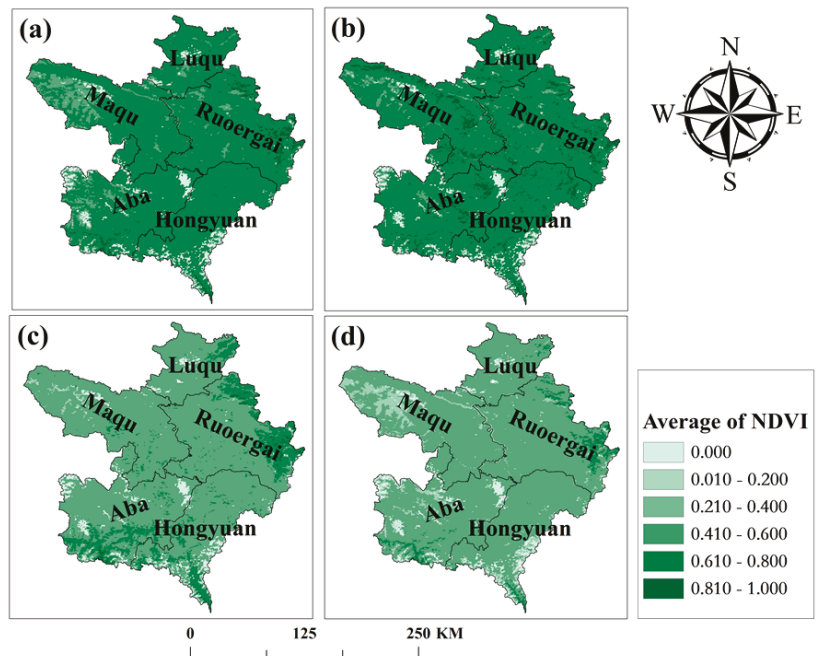 (a)
Luqu
Maqu
Ruoergai
Aba
Hongyuan
(b)
Luqu
Maqu
Ruoergai
Aba
Hongyuan
N
W
E
S
(c)
Luqu
Maqu
Ruoergai
Aba
Hongyuan
(d)
Luqu
Maqu
Ruoergai
Aba
Hongyuan
Average of NDVI
0.000
0.010 - 0.200
0.210 - 0.400
0.410 - 0.600
0.610 - 0.800
0.810 - 1.000
0 125 250 KM